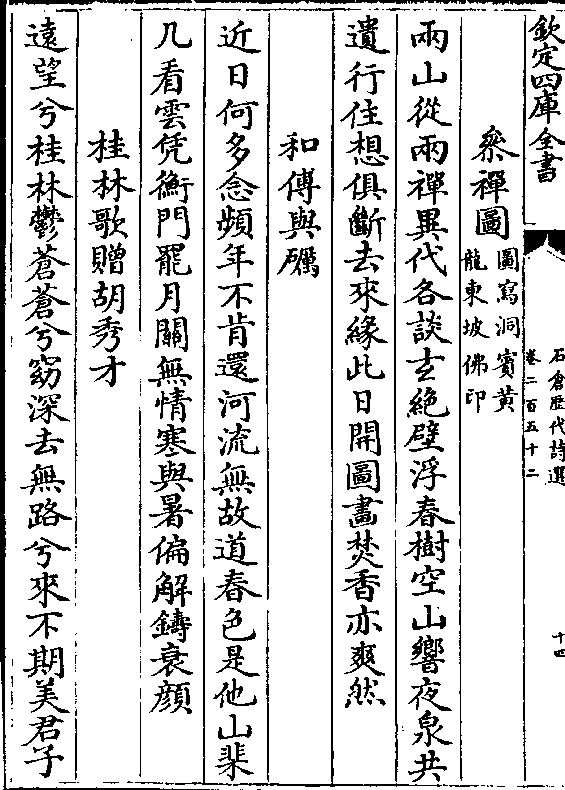 欽定四庫全書
石倉歷代詩選
卷二百五十二
十四
叅禪圖
圖寫洞賓黃
龍東坡佛印
兩山從兩禪異代各談玄絶壁浮春樹空山響夜泉共
遺行住想俱斷去來緣此日開圖畫焚香亦爽然
和傅與礪
近日何多念頻年不肯還河流無故道春色是他山棐
几看雲凭衡門罷月關無情寒與暑偏解鑄衰顔
桂林歌贈胡秀才
遠望兮桂林鬱蒼蒼兮窈深去無路兮來不期美君子